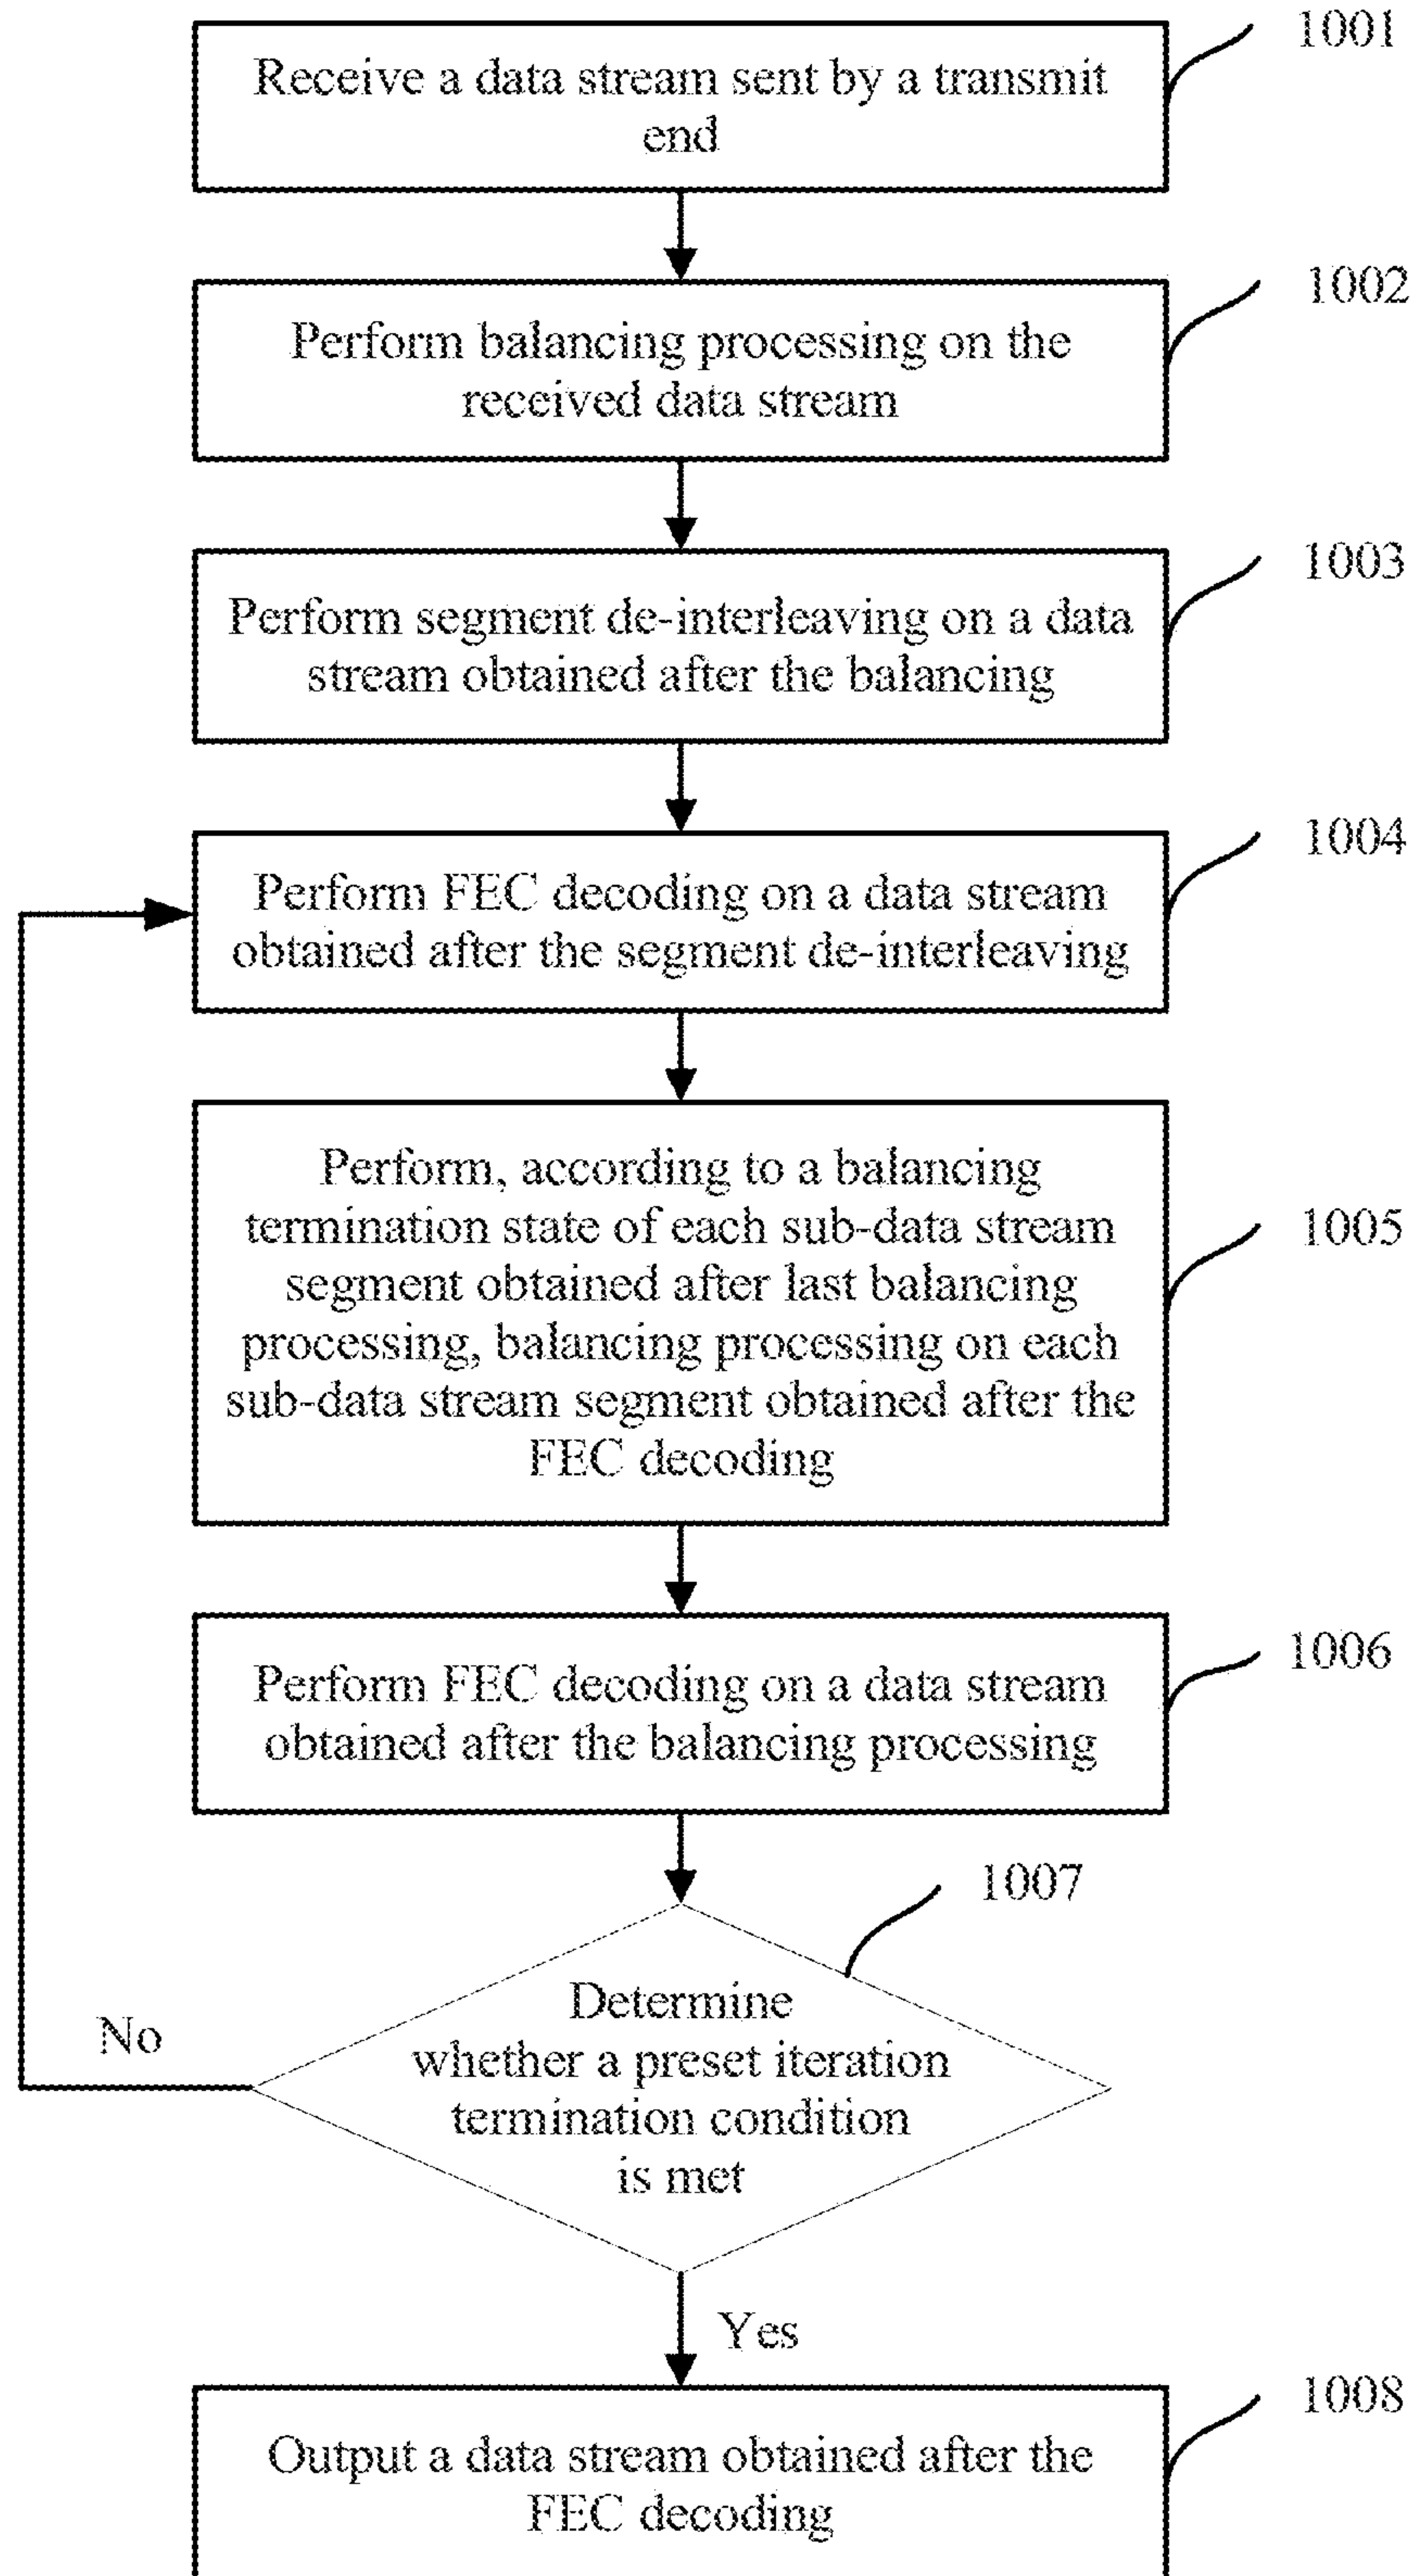 1001
Receive a data stream sent by a transmit
end
1002
Perform balancing processing on the
received data stream
1003
Perform segment de-interleaving on a data
stream obtained after the balancing
1004
Perform FEC decoding on a data stream
obtained after the segment de-interleaving
Perform, according to a balancing
termination state of each sub-data stream
segment obtained after last balancing
processing, balancing processing on each
sub-data stream segment obtained after the
FEC decoding
1005
Perform FEC decoding on a data stream
obtained after the balancing processing
1006
1007
Determine
whether a preset iteration
termination condition
is met
No
Yes
1008
Output a data stream obtained after the
FEC decoding